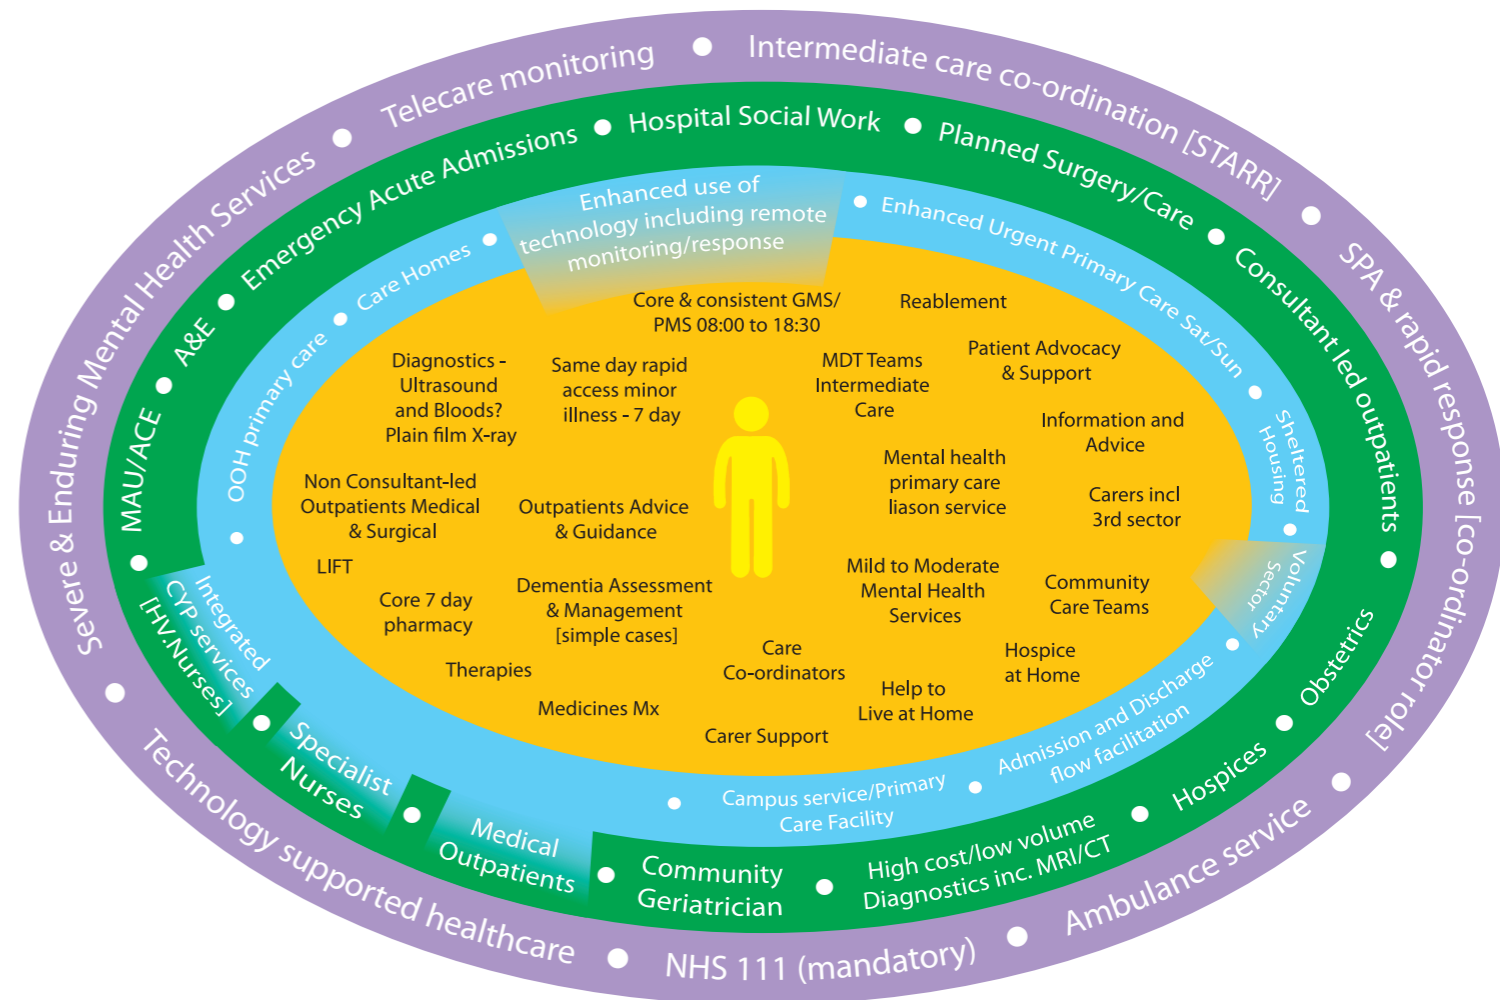 Telecare monitoring
Intermediate care co-ordination [STARR]
SPA & rapid response [co-ordinator role]
Ambulance service
NHS 111 (mandatory)
Technology supported healthcare
Severe & Enduring Mental Health Services
Hospital Social Work
Planned Surgery/Care
Consultant led outpatients
Obstetrics
Hospices
High cost/low volume
Diagnostics inc. MRI/CT
Community
Geriatrician
Medical
Outpatients
Specialist
Nurses
Integrated
CYP services
[HV.Nurses]
MAU/ACE
A&E
Emergency Acute Admissions
Enhanced use of
technology including remote
monitoring/response
Enhanced Urgent Primary Care Sat/Sun
Sheltered
Housing
Voluntary
Sector
Admission and Discharge
flow facilitation
Campus service/Primary
Care Facility
OOH primary care
Care Homes
Core & consistent GMS/
PMS 08:00 to 18:30
Reablement
Diagnostics -
Ultrasound
and Bloods?
Plain film X-ray
Same day rapid
access minor
illness - 7 day
MDT Teams
Intermediate
Care
Patient Advocacy
& Support
Information and
Advice
Non Consultant-led
Outpatients Medical
& Surgical
Outpatients Advice
& Guidance
Mental health
primary care
liason service
Carers incl
3rd sector
LIFT
Core 7 day
pharmacy
Dementia Assessment
& Management
[simple cases]
Mild to Moderate
Mental Health
Services
Community
Care Teams
Therapies
Care
Co-ordinators
Hospice
at Home
Medicines Mx
Help to
Live at Home
Carer Support